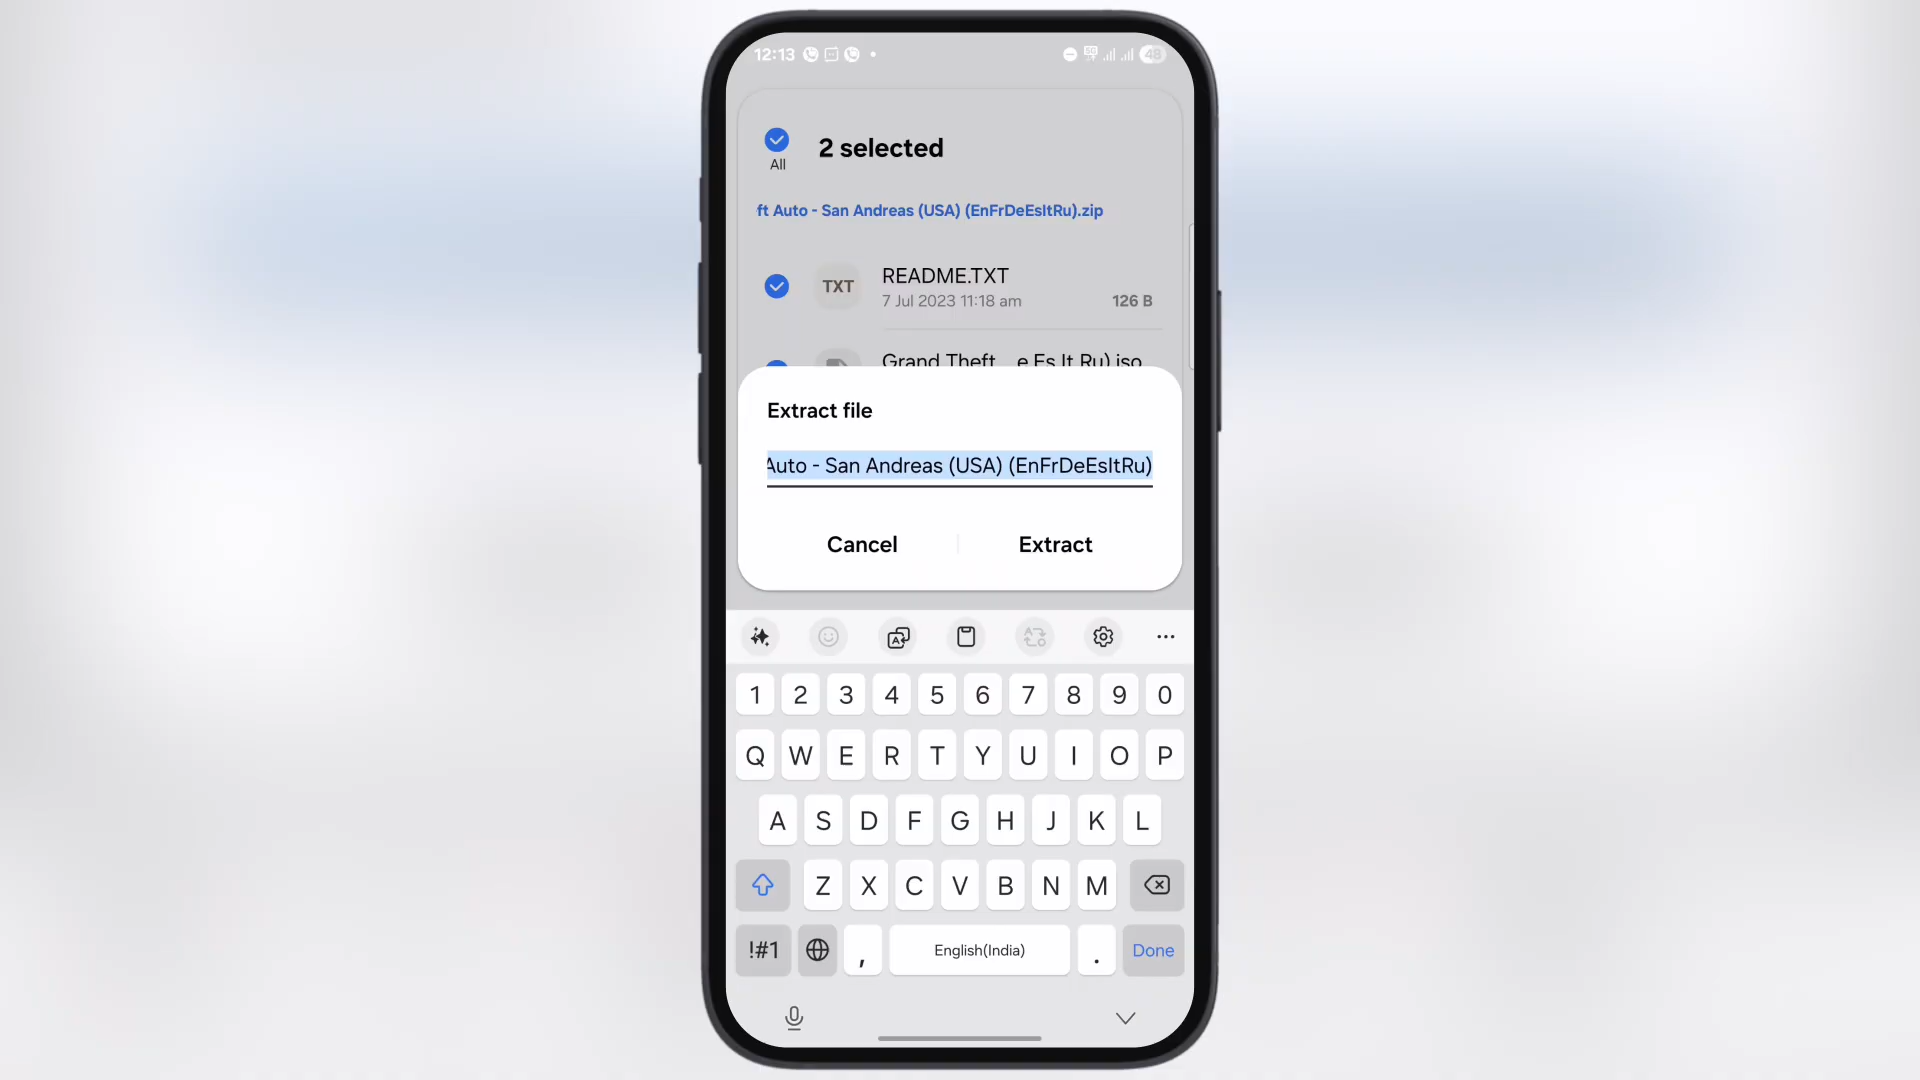 12:13
5G
48
2 selected
All
ft Auto - San Andreas (USA) (EnFrDeEsItRu).zip
TXT
README.TXT
7 Jul 2023 11:18 am
126 B
Grand Theft...e Es It Ru).iso
Extract file
Auto - San Andreas (USA) (EnFrDeEsItRu)
Cancel
Extract
1 2 3 4 5 6 7 8 9 0
Q W E R T Y U I O P
A S D F G H J K L
Z X C V B N M
!#1 , English(India) . Done